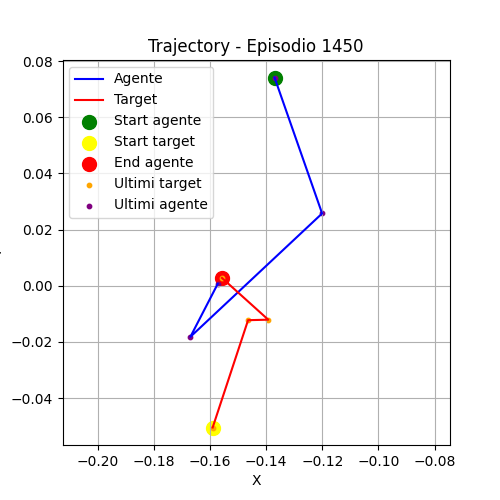 Trajectory - Episodio 1450
0.08
0.06
0.04
0.02
0.00
−0.02
−0.04
Agente
Target
Start agente
Start target
End agente
Ultimi target
Ultimi agente
−0.20
−0.18
−0.16
−0.14
−0.12
−0.10
−0.08
X